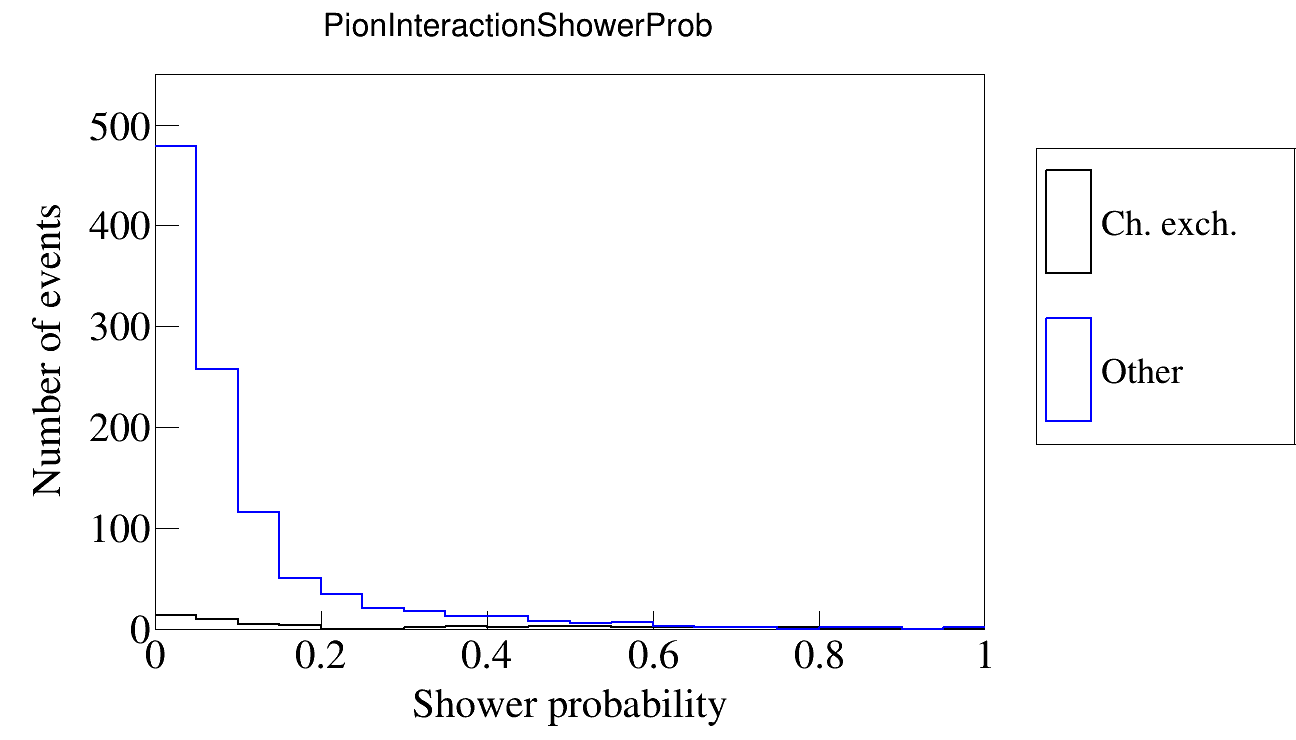 PionInteractionShowerProb
500
400
300
200
100
0
0 0.2 0.4 0.6 0.8 1
Number of events
Shower probability
Ch. exch.
Other